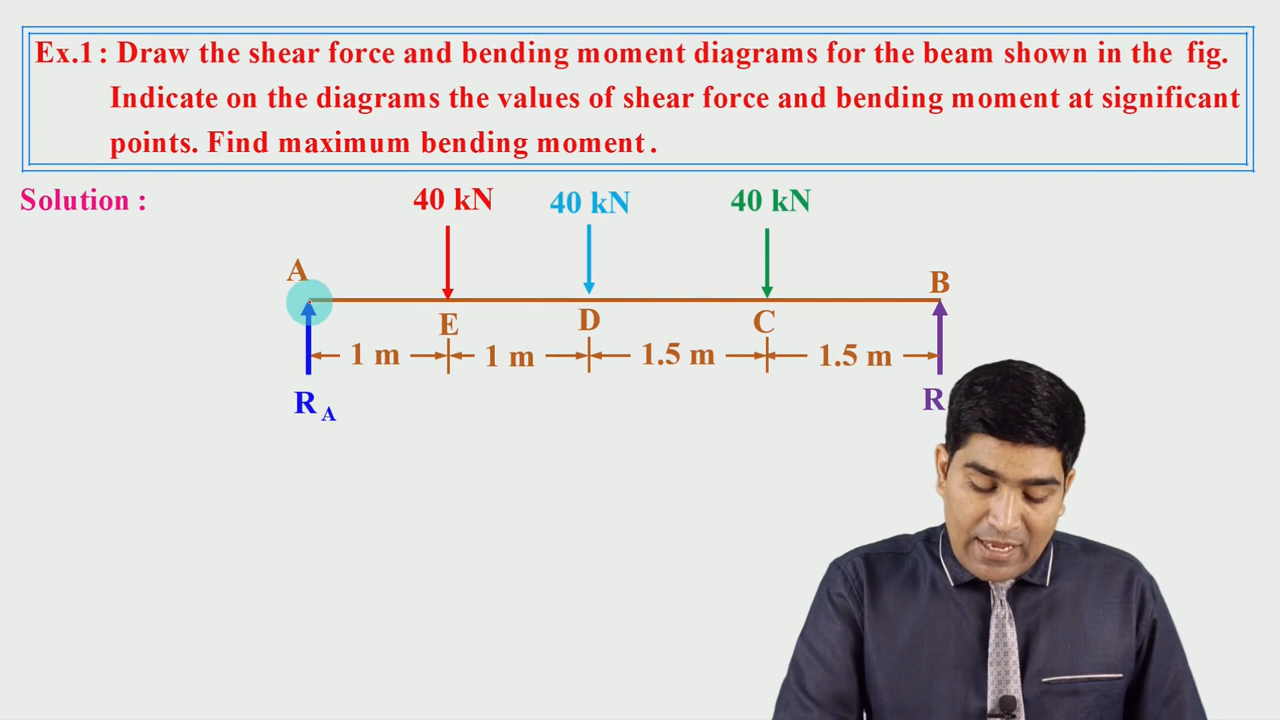 Ex.1 : Draw the shear force and bending moment diagrams for the beam shown in the fig.
Indicate on the diagrams the values of shear force and bending moment at significant
points. Find maximum bending moment .
Solution :
40 kN 40 kN 40 kN
A B
E D C
1 m 1 m 1.5 m 1.5 m
R A R